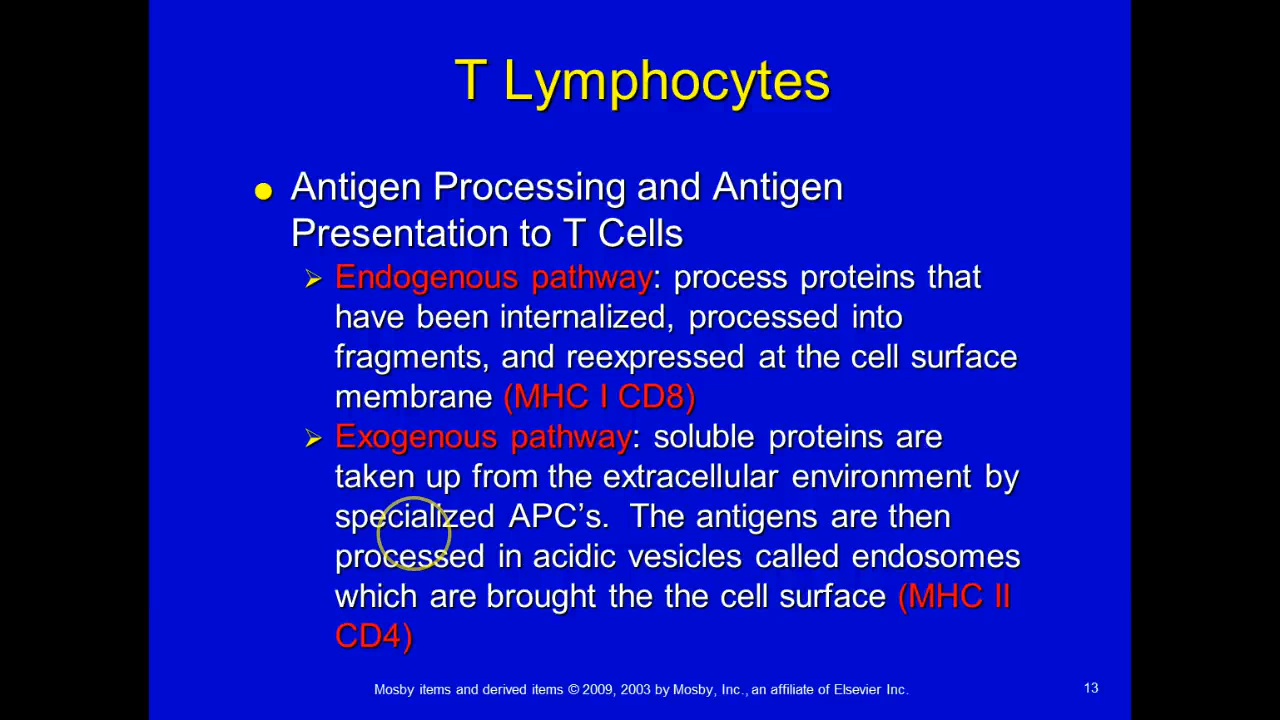 T Lymphocytes
Antigen Processing and Antigen
Presentation to T Cells
Endogenous pathway: process proteins that
have been internalized, processed into
fragments, and reexpressed at the cell surface
membrane (MHC I CD8)
Exogenous pathway: soluble proteins are
taken up from the extracellular environment by
specialized APC’s.  The antigens are then
processed in acidic vesicles called endosomes
which are brought the the cell surface (MHC II
CD4)
Mosby items and derived items © 2009, 2003 by Mosby, Inc., an affiliate of Elsevier Inc.
13